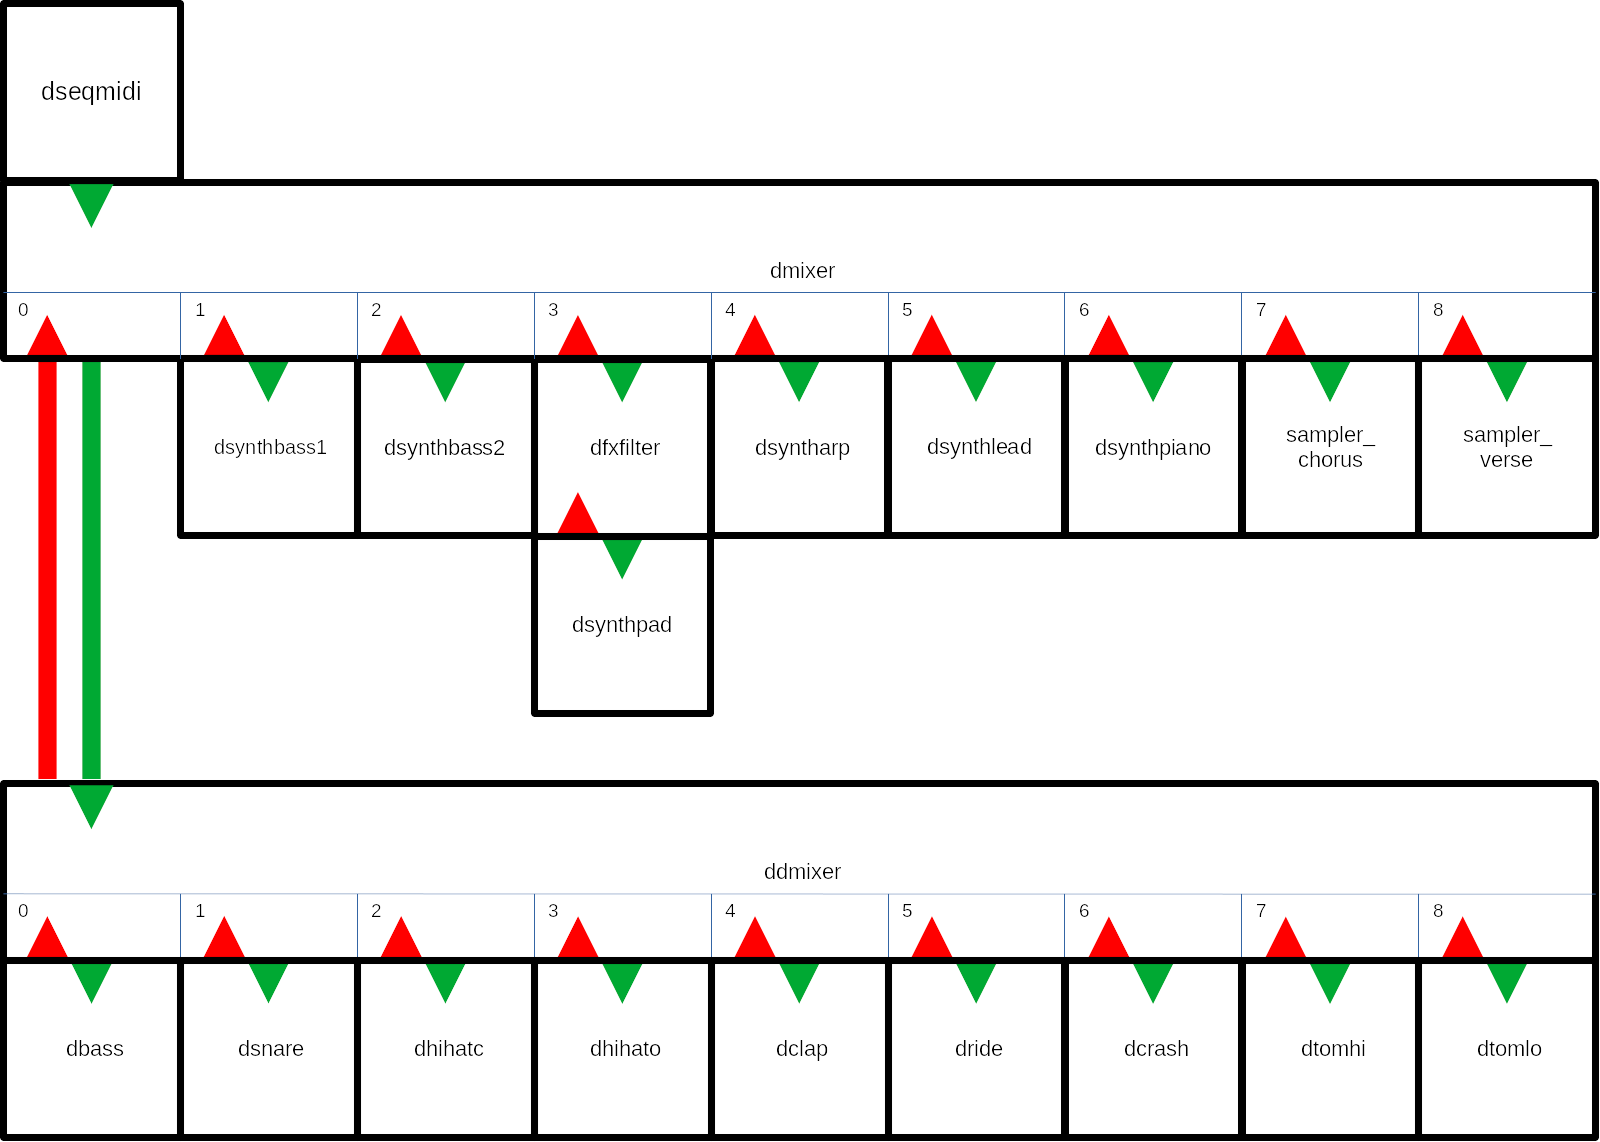 dseqmidi
dmixer
0 1 2 3 4 5 6 7 8
dsynthbass1 dsynthbass2 dfxfilter dsyntharp dsynthlead dsynthpiano sampler_ sampler_
chorus verse
dsynthpad
ddmixer
0 1 2 3 4 5 6 7 8
dbass dsnare dhihatc dhihato dclap dride dcrash dtomhi dtomlo